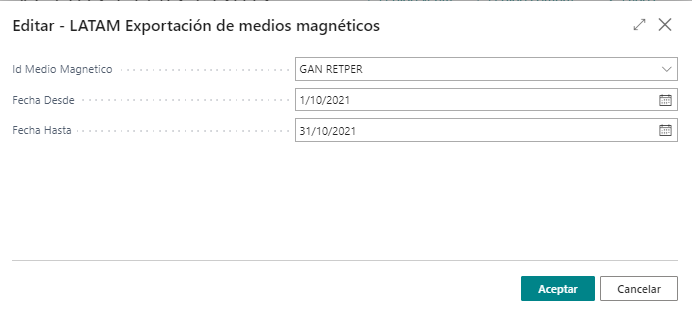 Editar - LATAM Exportación de medios magnéticos
Id Medio Magnetico GAN RETPER
Fecha Desde 1/10/2021
Fecha Hasta 31/10/2021
Aceptar Cancelar